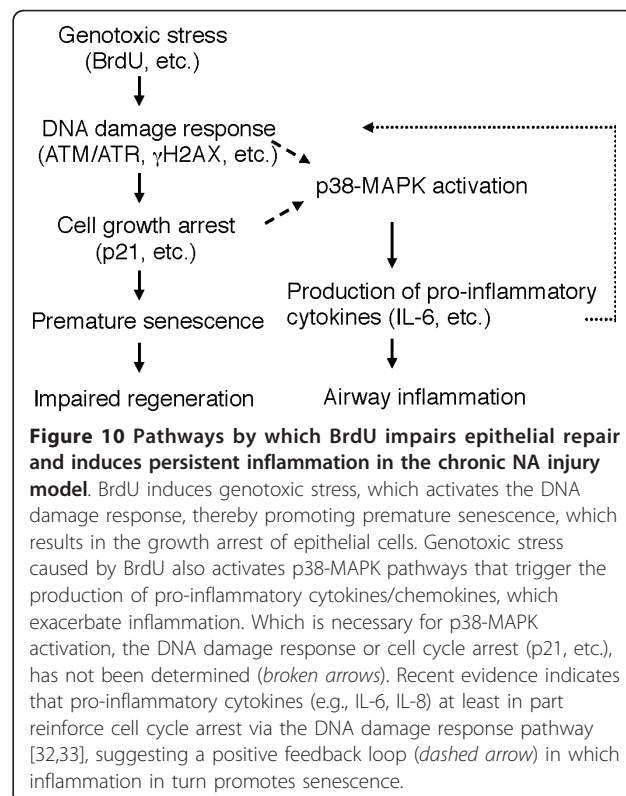 Genotoxic stress
(BrdU, etc.)
DNA damage response
(ATM/ATR, γH2AX, etc.)
p38-MAPK activation
Cell growth arrest
(p21, etc.)
Production of pro-inflammatory
cytokines (IL-6, etc.)
Premature senescence
Impaired regeneration
Airway inflammation
Figure 10 Pathways by which BrdU impairs epithelial repair
and induces persistent inflammation in the chronic NA injury
model. BrdU induces genotoxic stress, which activates the DNA
damage response, thereby promoting premature senescence, which
results in the growth arrest of epithelial cells. Genotoxic stress
caused by BrdU also activates p38-MAPK pathways that trigger the
production of pro-inflammatory cytokines/chemokines, which
exacerbate inflammation. Which is necessary for p38-MAPK
activation, the DNA damage response or cell cycle arrest (p21, etc.),
has not been determined (broken arrows). Recent evidence indicates
that pro-inflammatory cytokines (e.g., IL-6, IL-8) at least in part
reinforce cell cycle arrest via the DNA damage response pathway
[32,33], suggesting a positive feedback loop (dashed arrow) in which
inflammation in turn promotes senescence.